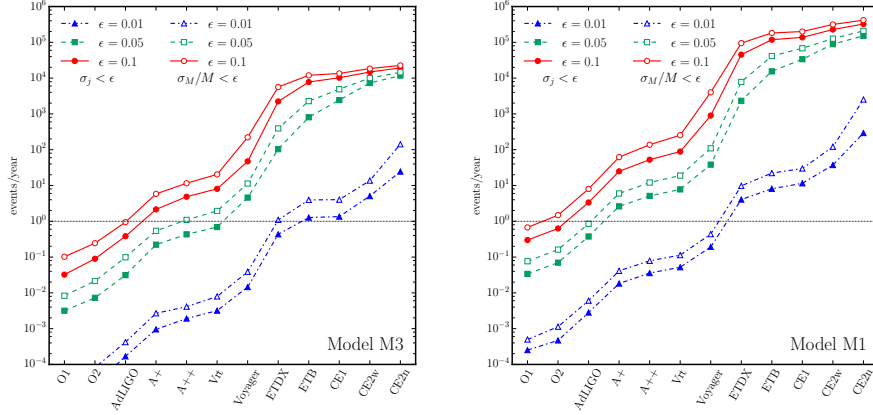 10^6
10^5
10^4
10^3
10^2
10^1
10^0
10^−1
10^−2
10^−3
10^−4
events/year
ϵ = 0.01 ϵ = 0.01
ϵ = 0.05 ϵ = 0.05
ϵ = 0.1 ϵ = 0.1
σ_j < ϵ σ_M/M < ϵ
Model M3
O1 O2 AdLIGO A+ A++ Vrt Voyager ETDX ETB CE1 CE2w CE2n
10^6
10^5
10^4
10^3
10^2
10^1
10^0
10^−1
10^−2
10^−3
10^−4
events/year
ϵ = 0.01 ϵ = 0.01
ϵ = 0.05 ϵ = 0.05
ϵ = 0.1 ϵ = 0.1
σ_j < ϵ σ_M/M < ϵ
Model M1
O1 O2 AdLIGO A+ A++ Vrt Voyager ETDX ETB CE1 CE2w CE2n